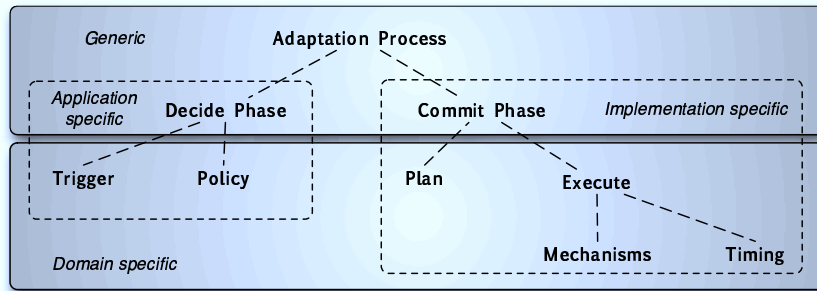 Generic
Adaptation Process
Application
specific
Decide Phase
Commit Phase
Implementation specific
Trigger
Policy
Plan
Execute
Mechanisms
Timing
Domain specific